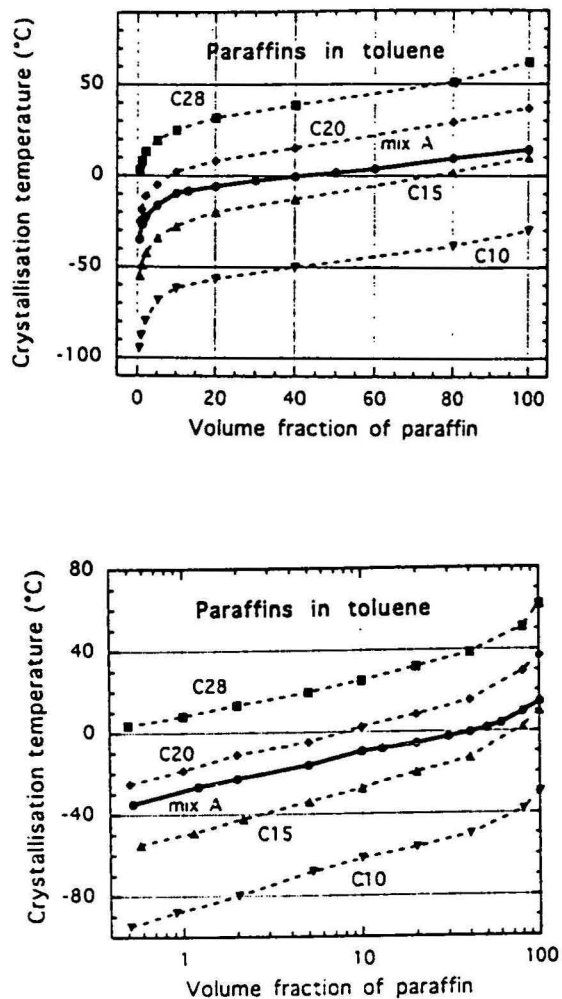 Paraffins in toluene
C28
C20
mix A
C15
C10
50
0
-50
-100
0
20
40
60
80
100
Crystallisation temperature (°C)
Volume fraction of paraffin
Paraffins in toluene
C28
C20
mix A
C15
C10
80
40
0
-40
-80
1
10
100
Crystallisation temperature (°C)
Volume fraction of paraffin